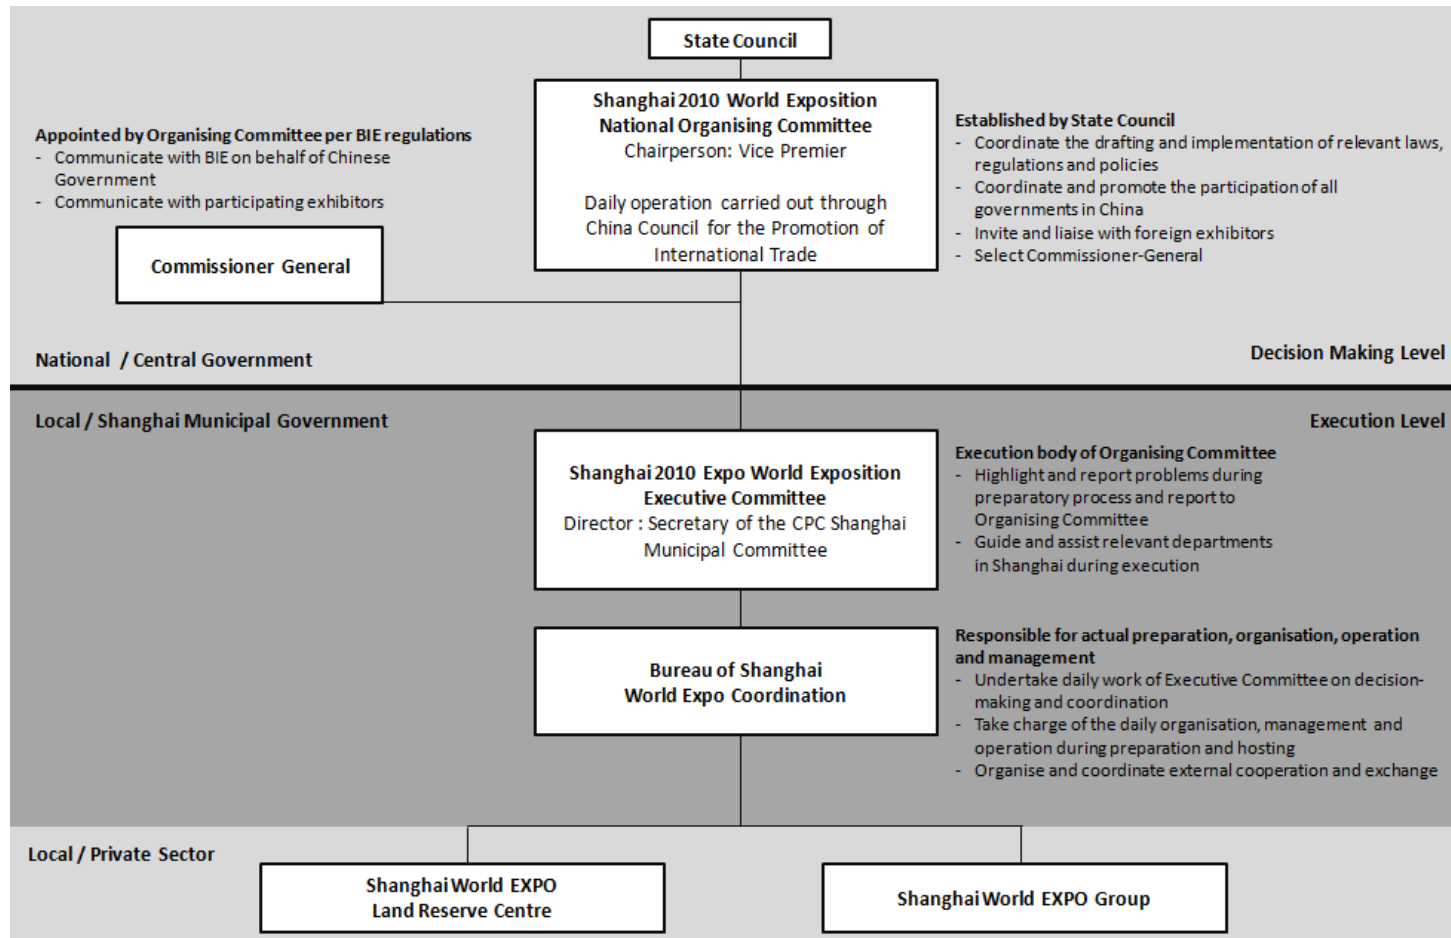 State Council
Shanghai 2010 World Exposition
National Organising Committee
Chairperson: Vice Premier
Daily operation carried out through
China Council for the Promotion of
International Trade
Appointed by Organising Committee per BIE regulations
- Communicate with BIE on behalf of Chinese
Government
- Communicate with participating exhibitors
Commissioner General
Established by State Council
- Coordinate the drafting and implementation of relevant laws,
regulations and policies
- Coordinate and promote the participation of all
governments in China
- Invite and liaise with foreign exhibitors
- Select Commissioner-General
National / Central Government
Decision Making Level
Local / Shanghai Municipal Government
Execution Level
Shanghai 2010 Expo World Exposition
Executive Committee
Director : Secretary of the CPC Shanghai
Municipal Committee
Execution body of Organising Committee
- Highlight and report problems during
preparatory process and report to
Organising Committee
- Guide and assist relevant departments
in Shanghai during execution
Bureau of Shanghai
World Expo Coordination
Responsible for actual preparation, organisation, operation
and management
- Undertake daily work of Executive Committee on decision-
making and coordination
- Take charge of the daily organisation, management and
operation during preparation and hosting
- Organise and coordinate external cooperation and exchange
Local / Private Sector
Shanghai World EXPO
Land Reserve Centre
Shanghai World EXPO Group